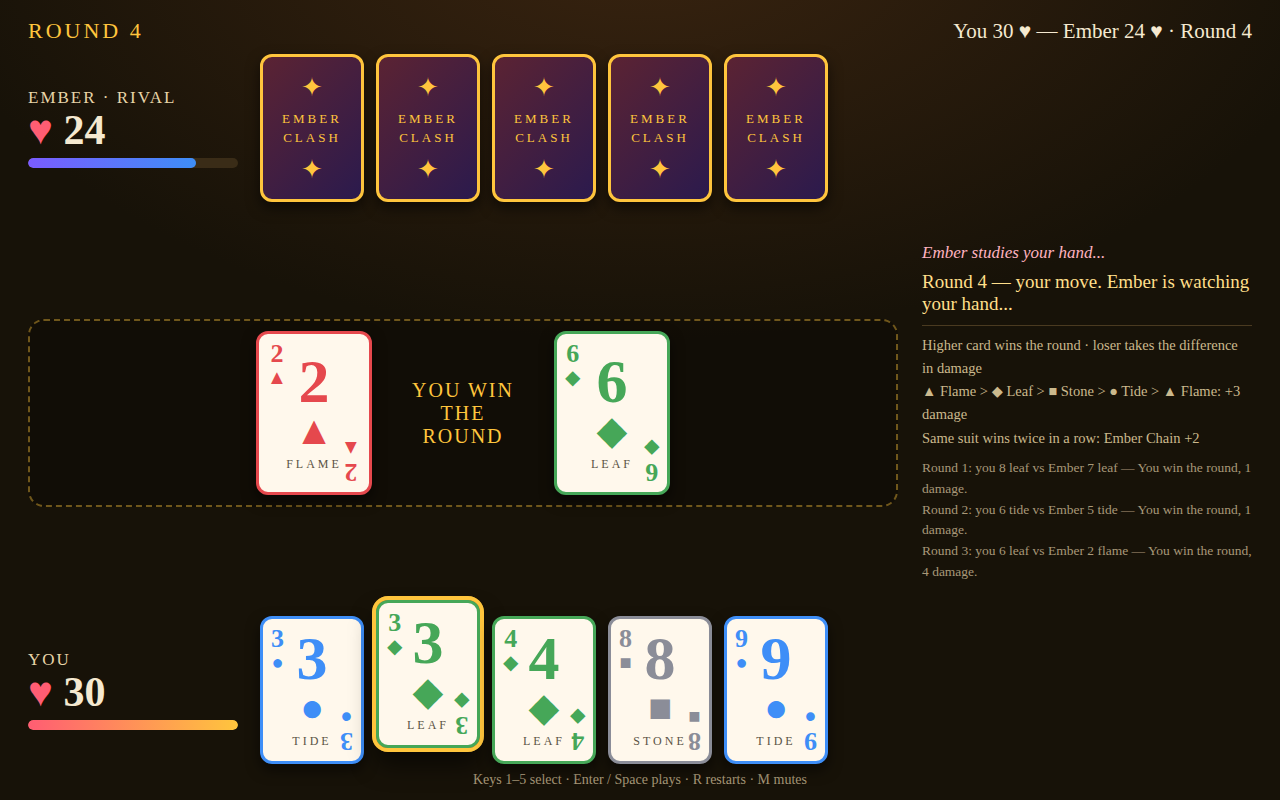 ROUND 4
You 30 ♥ — Ember 24 ♥ · Round 4
EMBER · RIVAL
♥ 24
✦
EMBER
CLASH
✦
✦
EMBER
CLASH
✦
✦
EMBER
CLASH
✦
✦
EMBER
CLASH
✦
✦
EMBER
CLASH
✦
Ember studies your hand...
Round 4 — your move. Ember is watching
your hand...
Higher card wins the round · loser takes the difference
in damage
▲ Flame > ◆ Leaf > ■ Stone > ● Tide > ▲ Flame: +3
damage
Same suit wins twice in a row: Ember Chain +2
Round 1: you 8 leaf vs Ember 7 leaf — You win the round, 1
damage.
Round 2: you 6 tide vs Ember 5 tide — You win the round, 1
damage.
Round 3: you 6 leaf vs Ember 2 flame — You win the round,
4 damage.
2
▲
2
▲
FLAME
▲
2
YOU WIN
THE
ROUND
6
◆
6
◆
LEAF
◆
6
YOU
♥ 30
3
●
3
●
TIDE
●
3
3
◆
3
◆
LEAF
◆
3
4
◆
4
◆
LEAF
◆
4
8
■
8
■
STONE
■
8
9
●
9
●
TIDE
●
9
Keys 1–5 select · Enter / Space plays · R restarts · M mutes